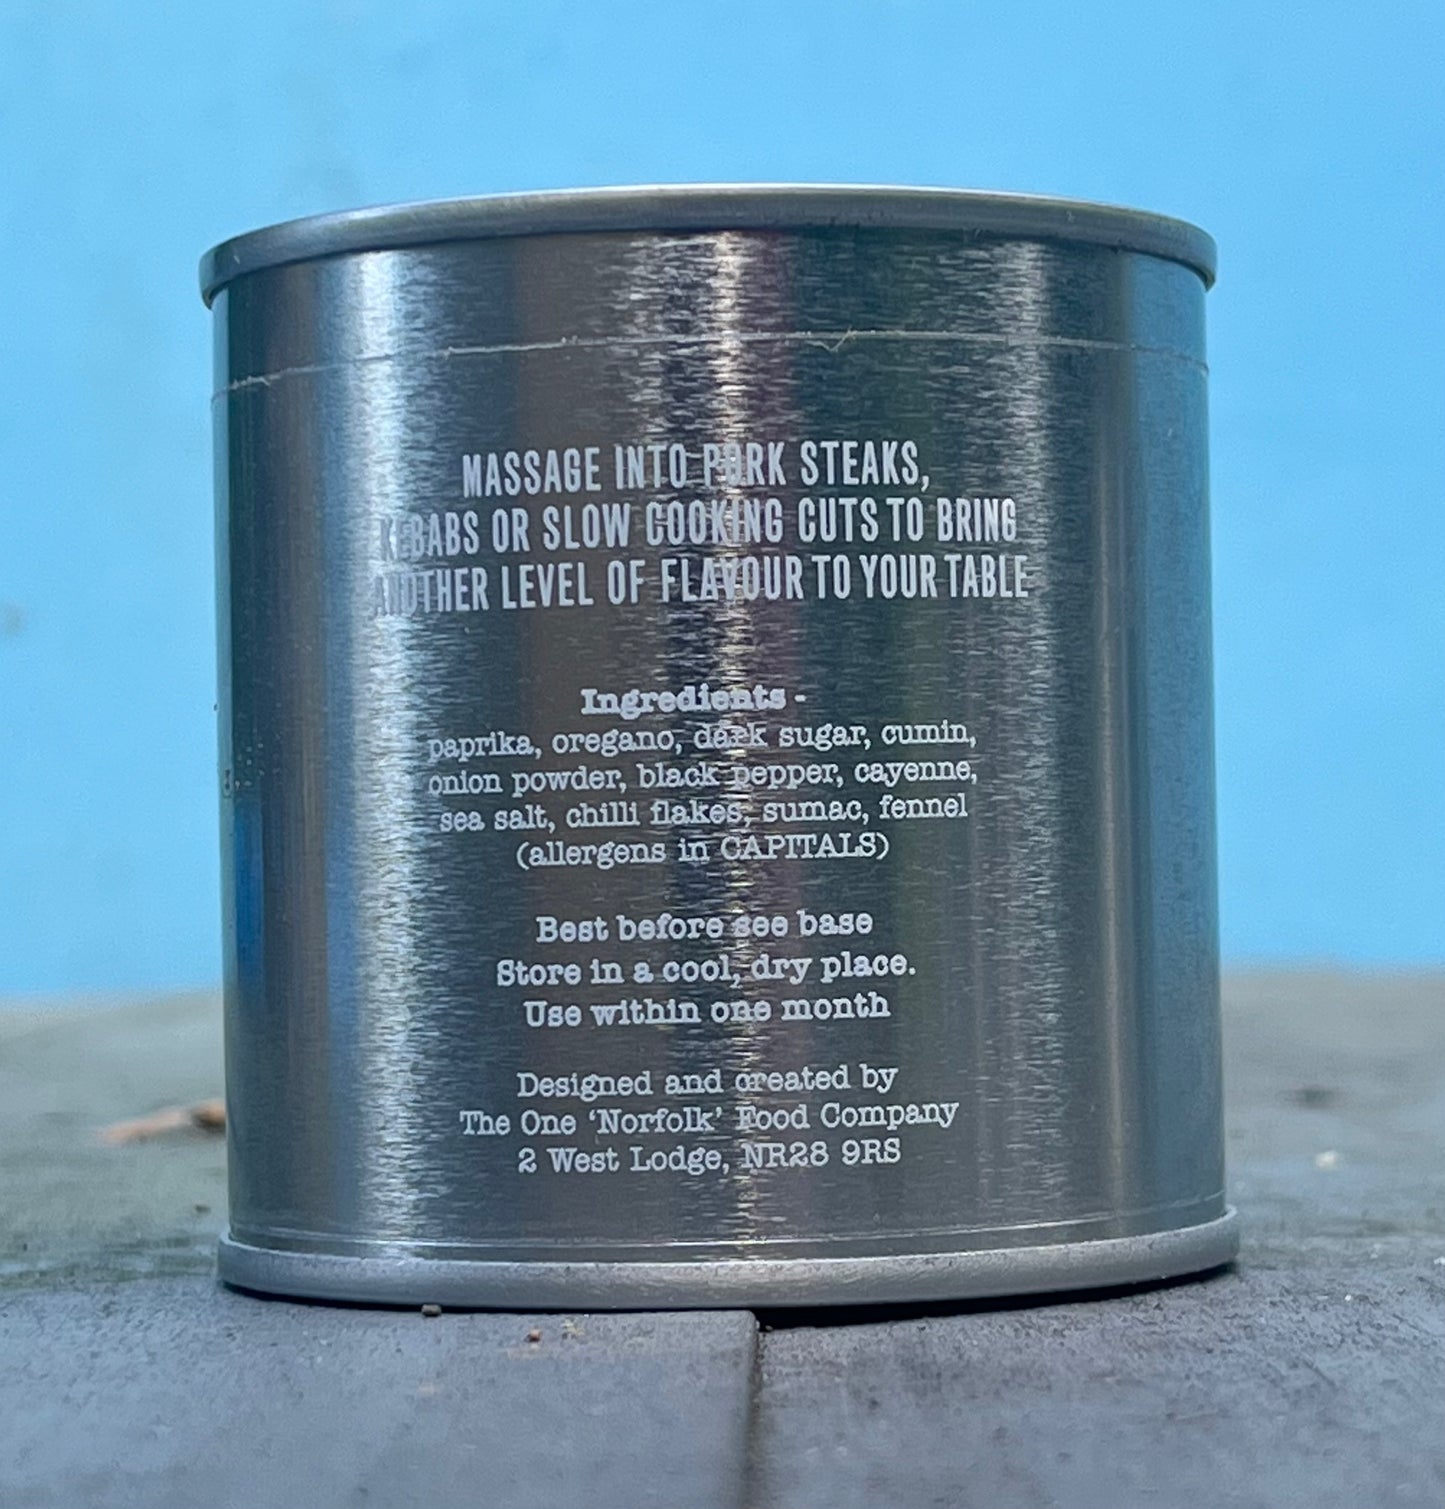 MASSAGE INTO PORK STEAKS,
KEBABS OR SLOW COOKING CUTS TO BRING
ANOTHER LEVEL OF FLAVOUR TO YOUR TABLE
Ingredients -
paprika, oregano, dark sugar, cumin,
onion powder, black pepper, cayenne,
sea salt, chilli flakes, sumac, fennel
(allergens in CAPITALS)
Best before see base
Store in a cool, dry place.
Use within one month
Designed and created by
The One ‘Norfolk’ Food Company
2 West Lodge, NR28 9RS